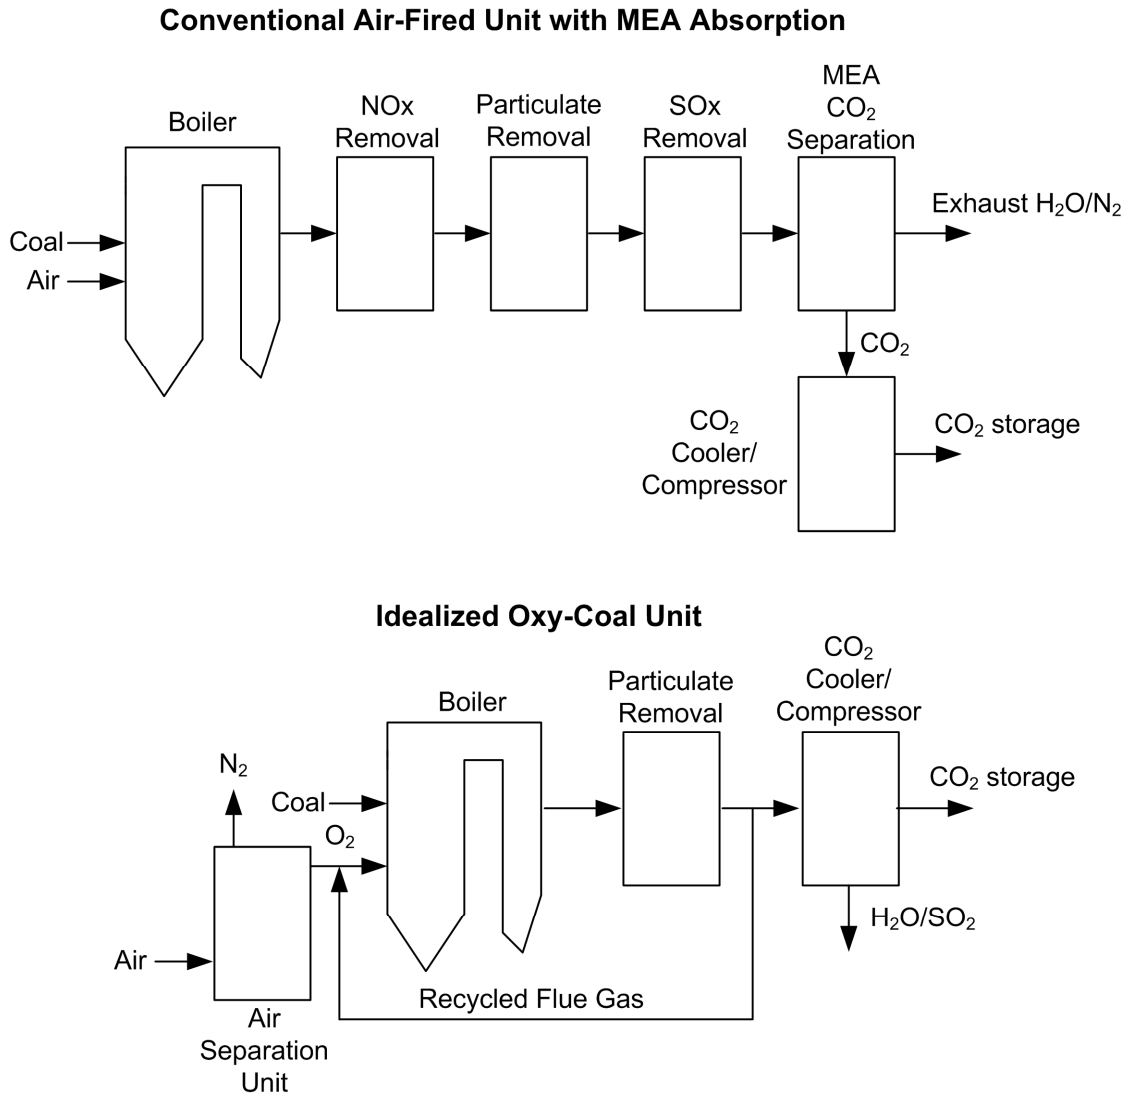 Conventional Air-Fired Unit with MEA Absorption
Boiler
NOx
Removal
Particulate
Removal
SOx
Removal
MEA
CO₂
Separation
Coal
Air
Exhaust H₂O/N₂
CO₂
CO₂
Cooler/
Compressor
CO₂ storage
Idealized Oxy-Coal Unit
Boiler
Particulate
Removal
CO₂
Cooler/
Compressor
N₂
Coal
O₂
CO₂ storage
H₂O/SO₂
Air
Recycled Flue Gas
Air
Separation
Unit